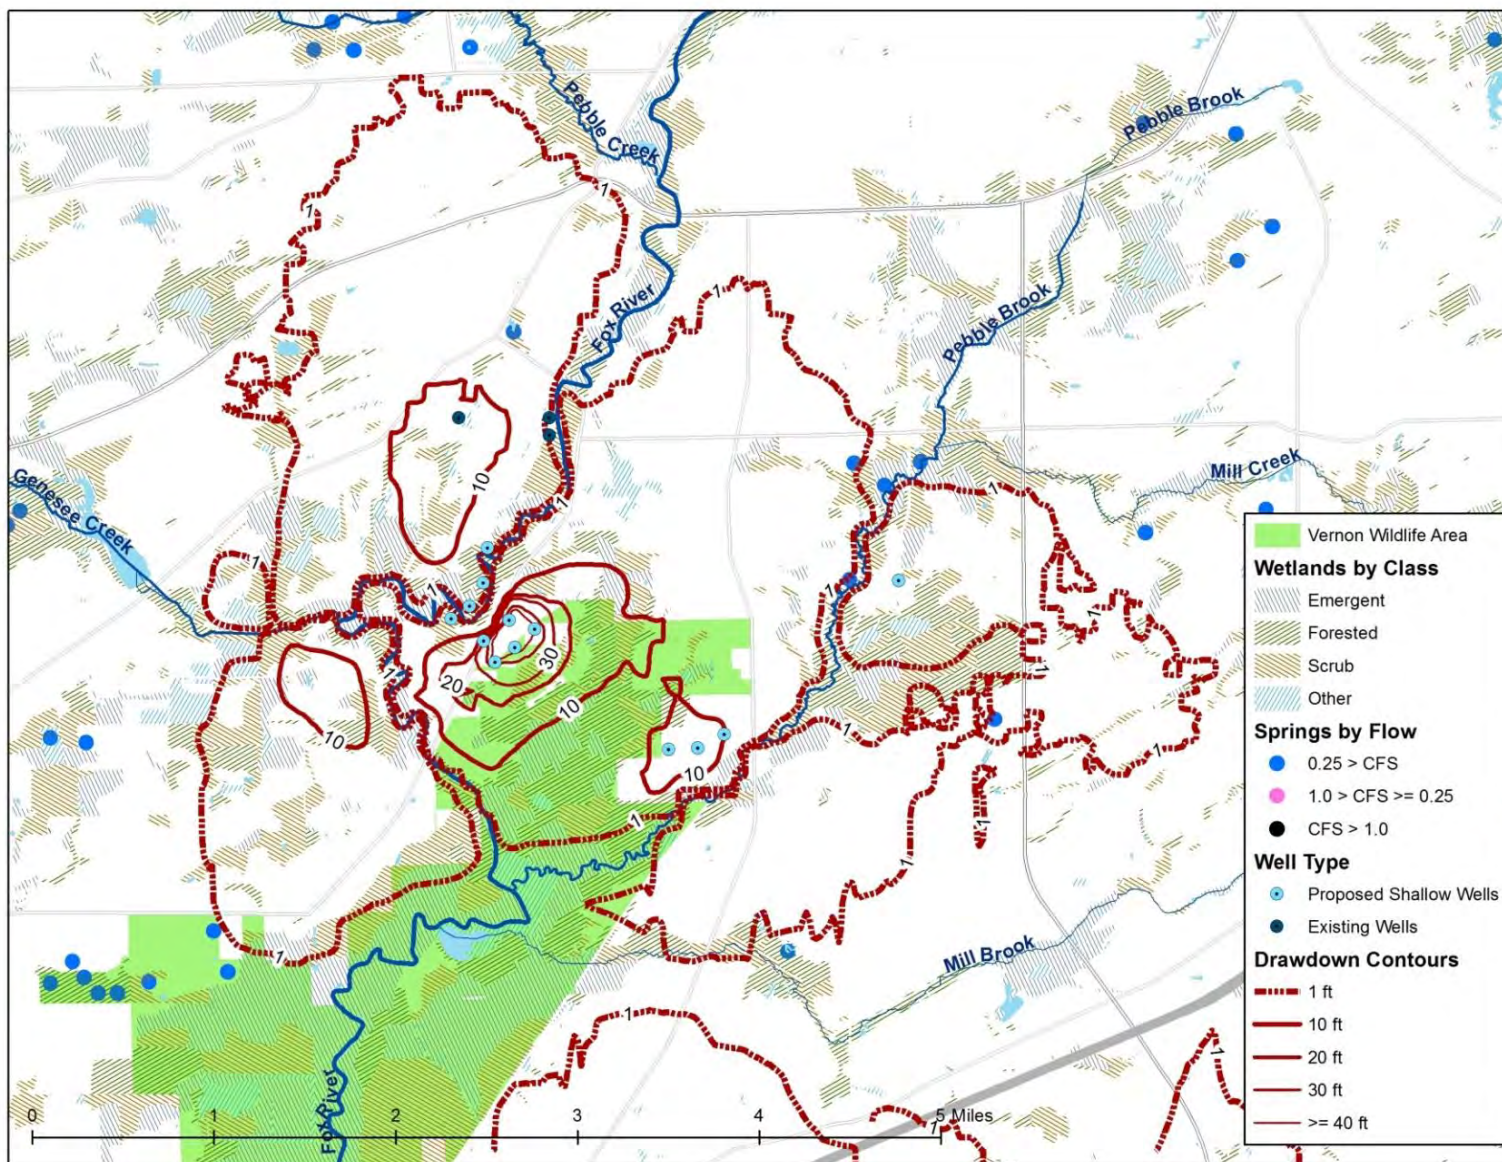 Pebble Creek
Pebble Brook
1
1
Fox River
1
Pebble Brook
Genesee Creek
10
1
1
Mill Creek
1
1
1
1
1
1
30
20
10
10
1
1
10
1
1
1
1
1
Mill Brook
1
1
1
Fox River
0
1
2
3
4
5 Miles
Vernon Wildlife Area
Wetlands by Class
Emergent
Forested
Scrub
Other
Springs by Flow
0.25 > CFS
1.0 > CFS >= 0.25
CFS > 1.0
Well Type
Proposed Shallow Wells
Existing Wells
Drawdown Contours
1 ft
10 ft
20 ft
30 ft
>= 40 ft